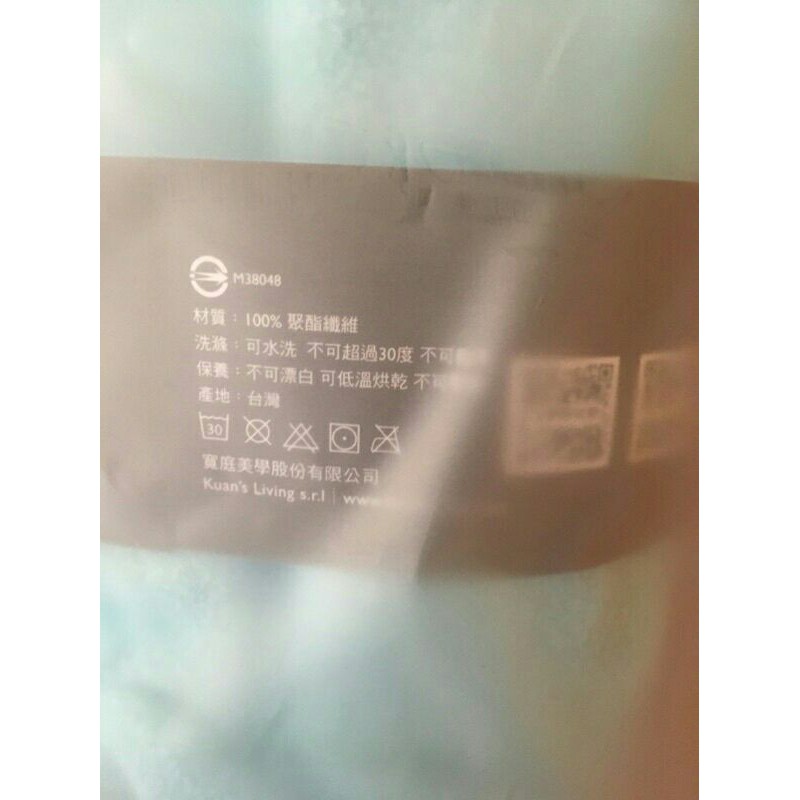 M38048
材質：100% 聚酯纖維
洗滌：可水洗 不可超過30度 不可
保養：不可漂白 可低溫烘乾 不可
產地：台灣
30
寬庭美學股份有限公司
Kuan's Living s.r.l | ww